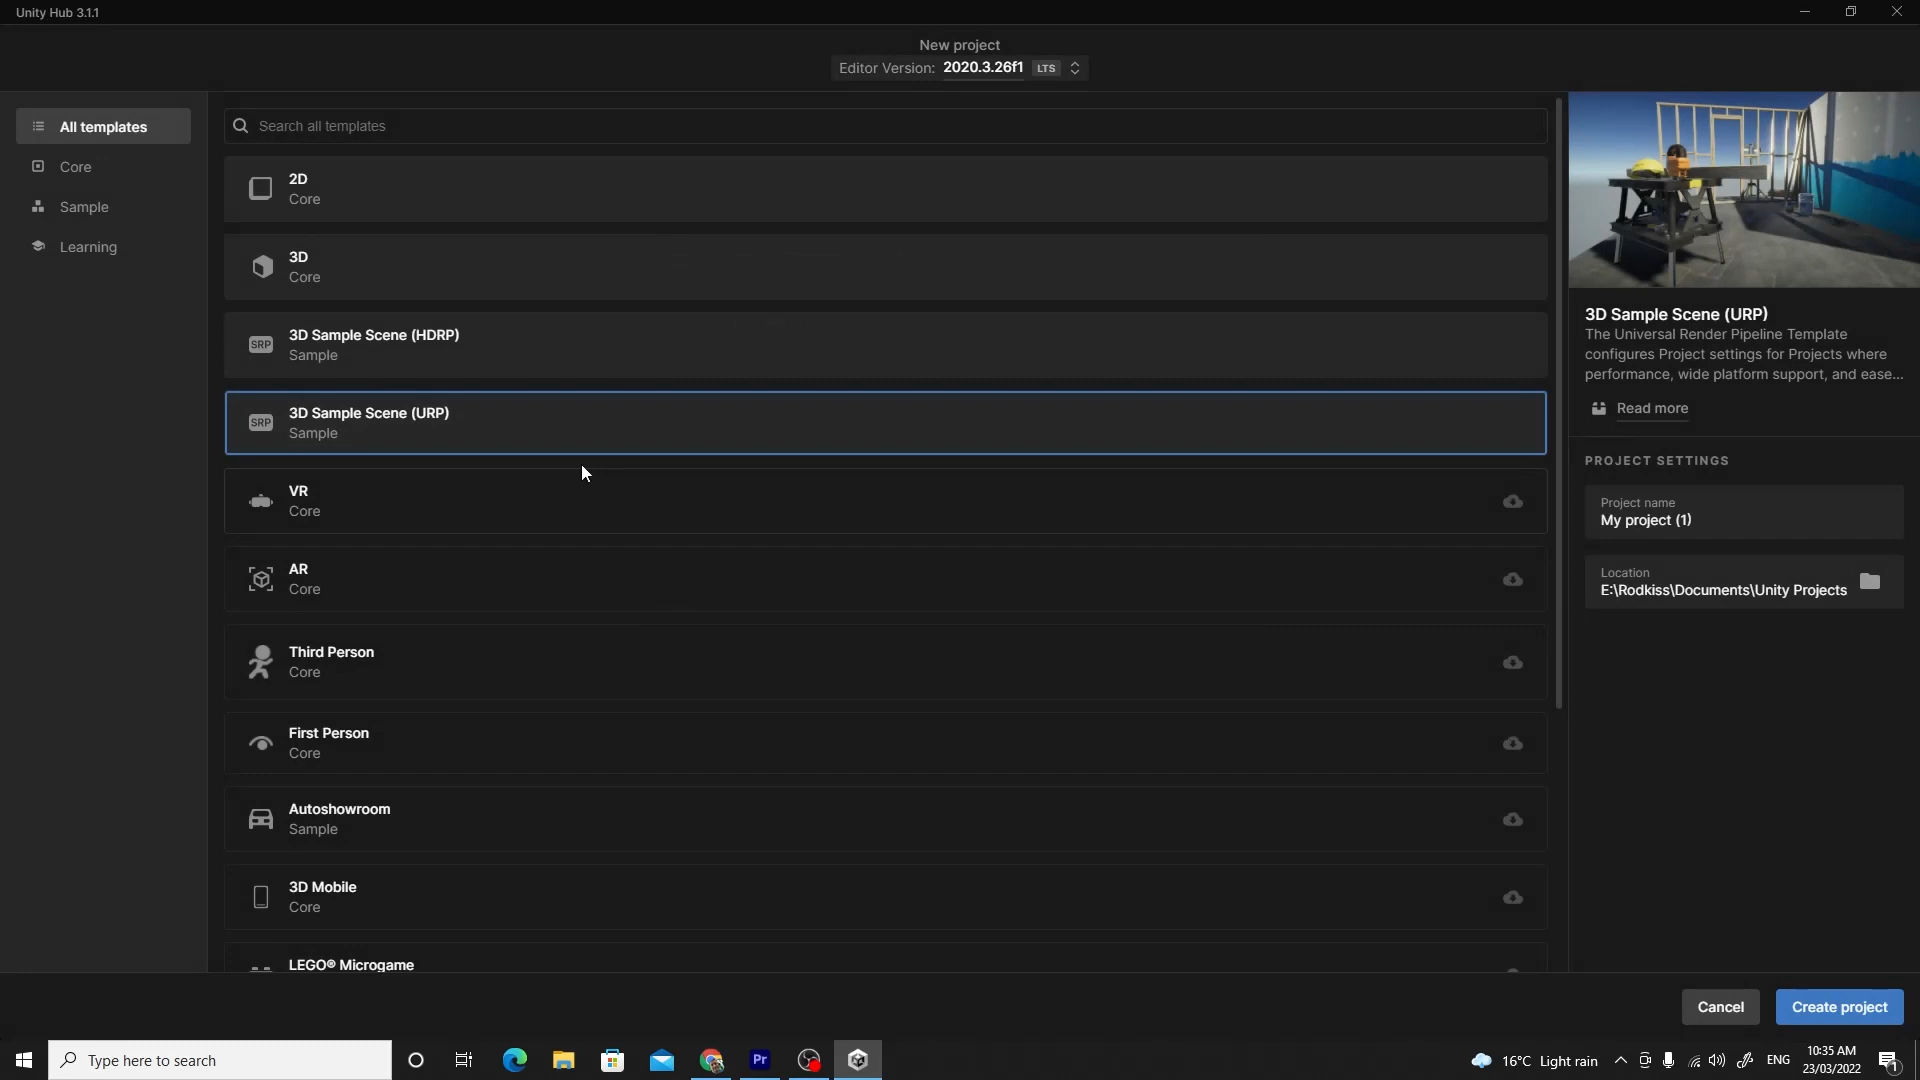 Unity Hub 3.1.1
New project
Editor Version: 2020.3.26f1 LTS
All templates
Core
Sample
Learning
Search all templates
2D
Core
3D
Core
SRP
3D Sample Scene (HDRP)
Sample
SRP
3D Sample Scene (URP)
Sample
VR
Core
AR
Core
Third Person
Core
First Person
Core
Autoshowroom
Sample
3D Mobile
Core
LEGO® Microgame
3D Sample Scene (URP)
The Universal Render Pipeline Template
configures Project settings for Projects where
performance, wide platform support, and ease...
Read more
PROJECT SETTINGS
Project name
My project (1)
Location
E:\Rodkiss\Documents\Unity Projects
Cancel
Create project
Type here to search
Pr
16°C Light rain
ENG
10:35 AM
23/03/2022
1